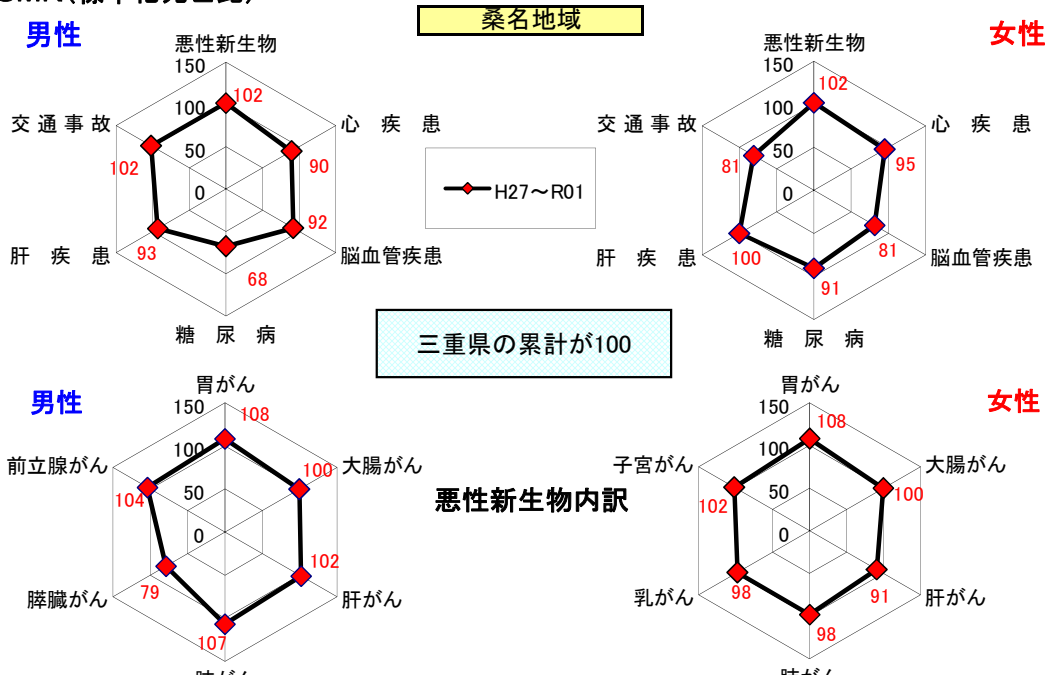 桑名地域
男性
女性
悪性新生物
150
102
100
交通事故
102
心疾患
90
50
0
脳血管疾患
92
肝疾患
93
68
糖尿病
H27～R01
悪性新生物
150
102
100
交通事故
81
心疾患
95
50
0
脳血管疾患
81
肝疾患
100
91
糖尿病
三重県の累計が100
男性
女性
悪性新生物内訳
胃がん
150
108
100
前立腺がん
104
大腸がん
100
50
0
膵臓がん
79
肝がん
102
107
胃がん
150
108
100
子宮がん
102
大腸がん
100
50
0
乳がん
98
肝がん
91
98